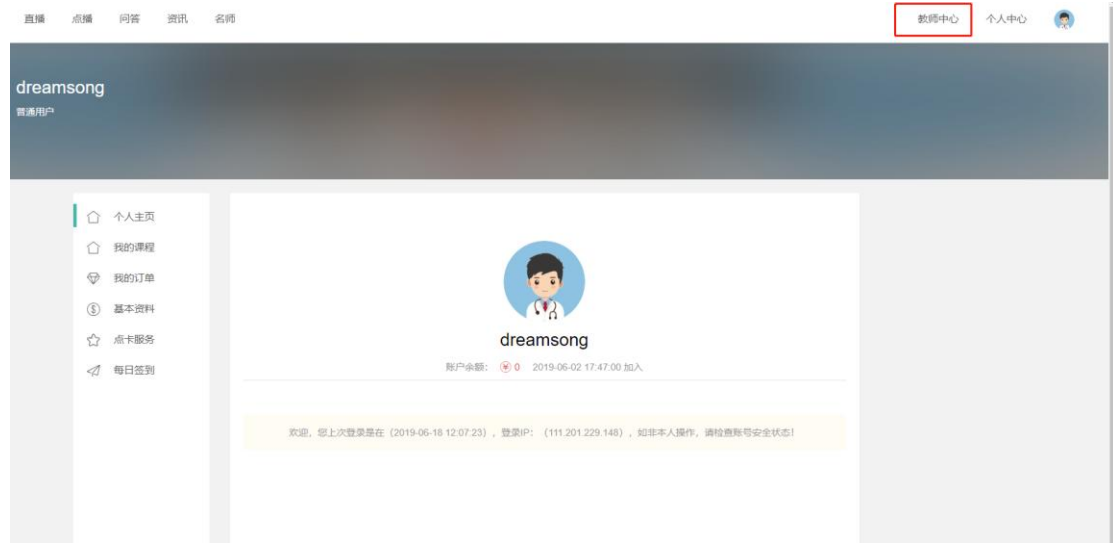 直播 点播 问答 资讯 名师 教师中心 个人中心
dreamsong
普通用户
个人主页
我的课程
我的订单
基本资料
点卡服务
每日签到
dreamsong
账户余额： ¥ 0 2019-06-02 17:47:00 加入
欢迎，您上次登录是在（2019-06-18 12:07:23），登录IP：（111.201.229.148），如非本人操作，请检查账号安全状态！